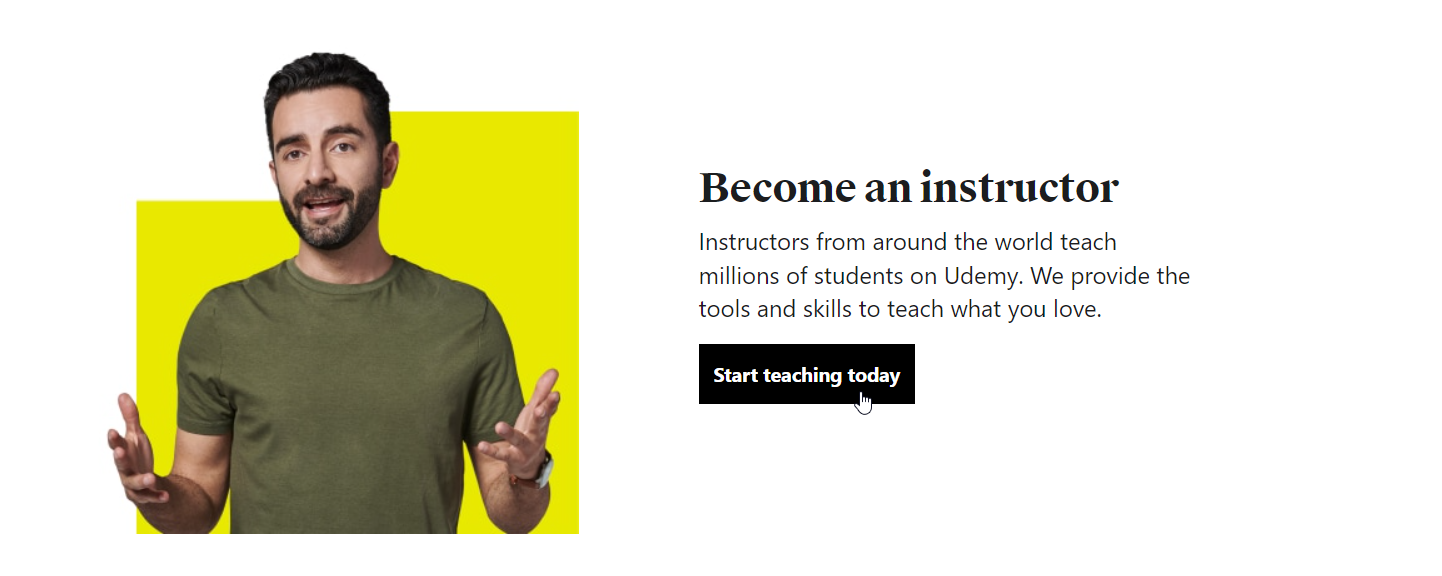 Become an instructor
Instructors from around the world teach
millions of students on Udemy. We provide the
tools and skills to teach what you love.
Start teaching today